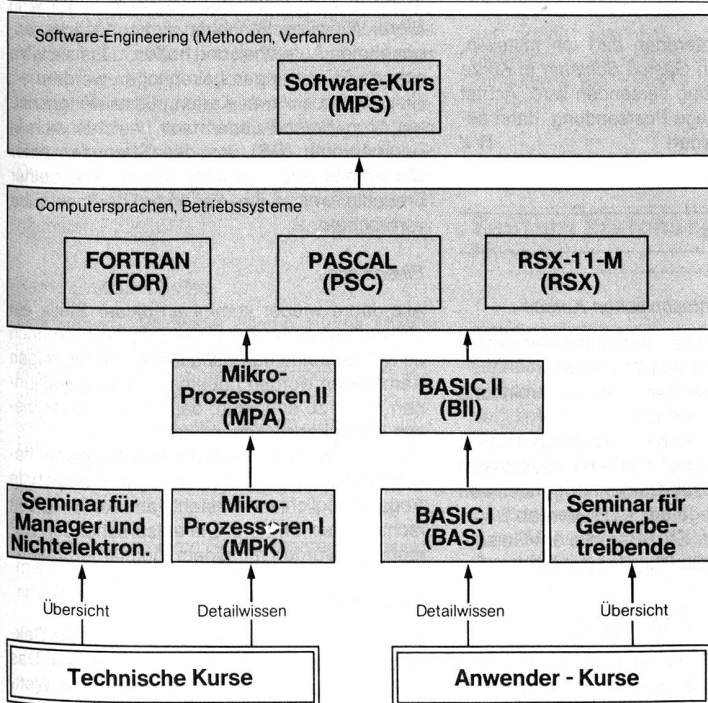 Software-Engineering (Methoden, Verfahren)
Software-Kurs
(MPS)
Computersprachen, Betriebssysteme
FORTRAN
(FOR)
PASCAL
(PSC)
RSX-11-M
(RSX)
Mikro-
Prozessoren II
(MPA)
BASIC II
(BII)
Seminar für
Manager und
Nichtelektron.
Mikro-
Prozessoren I
(MPK)
BASIC I
(BAS)
Seminar für
Gewerbe-
treibende
Übersicht
Detailwissen
Detailwissen
Übersicht
Technische Kurse
Anwender - Kurse